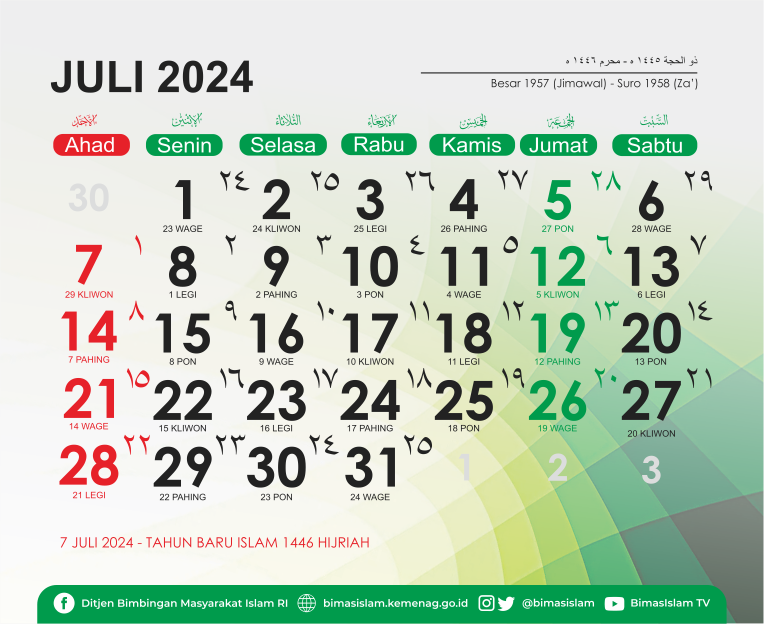 JULI 2024
ذو الحجة ١٤٤٥ ه - محرم ١٤٤٦ ه
Besar 1957 (Jimawal) - Suro 1958 (Za')
الأحد الإثنين الثلاثاء الأربعاء الخميس الجمعة السبت
Ahad Senin Selasa Rabu Kamis Jumat Sabtu
30 1 ٢٤ 2 ٢٥ 3 ٢٦ 4 ٢٧ 5 ٢٨ 6 ٢٩
23 WAGE 24 KLIWON 25 LEGI 26 PAHING 27 PON 28 WAGE
7 ١ 8 ٢ 9 ٣ 10 ٤ 11 ٥ 12 ٦ 13 ٧
29 KLIWON 1 LEGI 2 PAHING 3 PON 4 WAGE 5 KLIWON 6 LEGI
14 ٨ 15 ٩ 16 ١٠ 17 ١١ 18 ١٢ 19 ١٣ 20 ١٤
7 PAHING 8 PON 9 WAGE 10 KLIWON 11 LEGI 12 PAHING 13 PON
21 ١٥ 22 ١٦ 23 ١٧ 24 ١٨ 25 ١٩ 26 ٢٠ 27 ٢١
14 WAGE 15 KLIWON 16 LEGI 17 PAHING 18 PON 19 WAGE 20 KLIWON
28 ٢٢ 29 ٢٣ 30 ٢٤ 31 ٢٥ 1 2 3
21 LEGI 22 PAHING 23 PON 24 WAGE
7 JULI 2024 - TAHUN BARU ISLAM 1446 HIJRIAH
Ditjen Bimbingan Masyarakat Islam RI bimasislam.kemenag.go.id @bimasislam BimasIslam TV